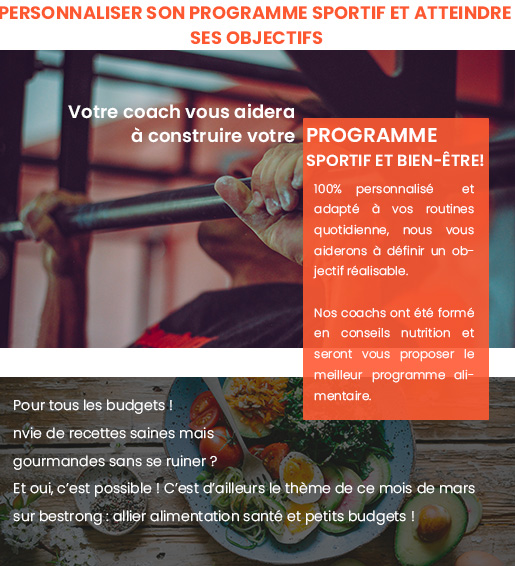 PERSONNALISER SON PROGRAMME SPORTIF ET ATTEINDRE
SES OBJECTIFS
Votre coach vous aidera
à construire votre
PROGRAMME
SPORTIF ET BIEN-ÊTRE!
100% personnalisé et
adapté à vos routines
quotidienne, nous vous
aiderons à définir un ob-
jectif réalisable.
Nos coachs ont été formé
en conseils nutrition et
seront vous proposer le
meilleur programme ali-
mentaire.
Pour tous les budgets !
nvie de recettes saines mais
gourmandes sans se ruiner ?
Et oui, c’est possible ! C’est d’ailleurs le thème de ce mois de mars
sur bestrong : allier alimentation santé et petits budgets !